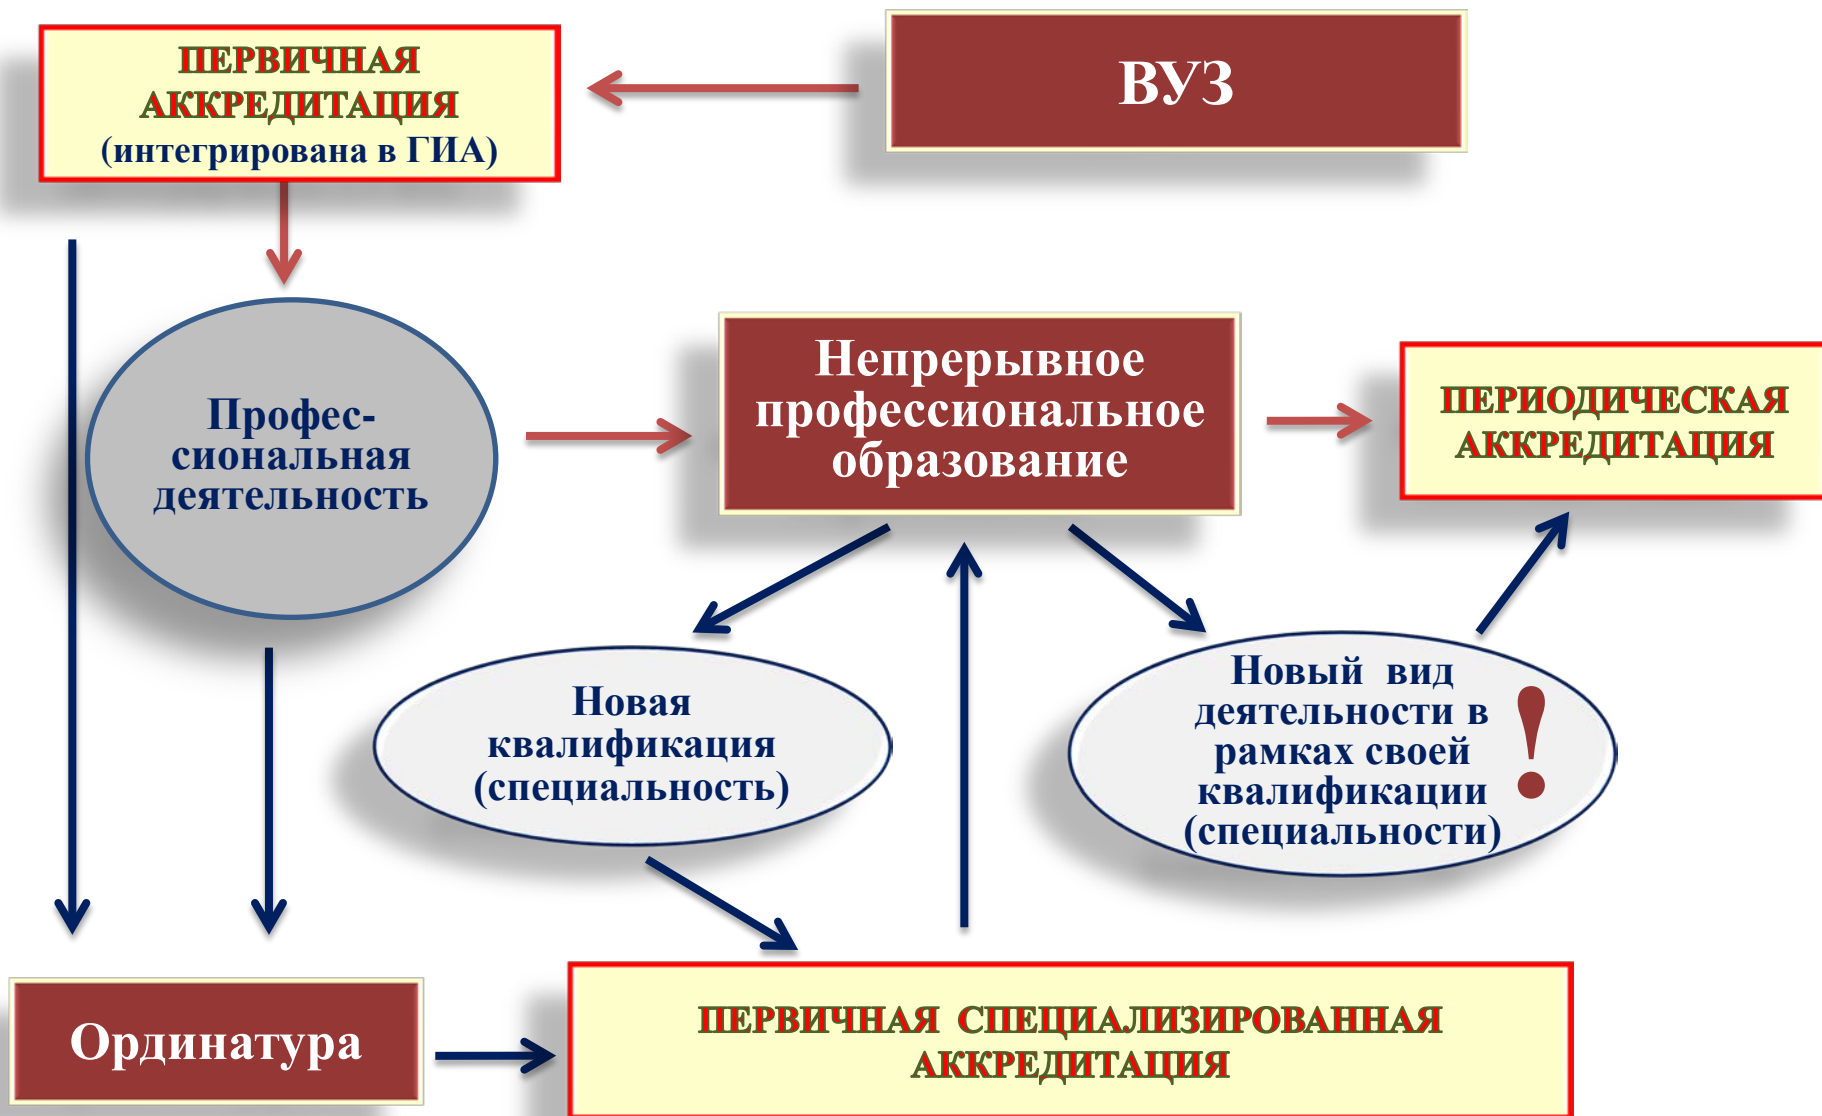 ПЕРВИЧНАЯ
АККРЕДИТАЦИЯ
(интегрирована в ГИА)
ВУЗ
Профес-
сиональная
деятельность
Непрерывное
профессиональное
образование
ПЕРИОДИЧЕСКАЯ
АККРЕДИТАЦИЯ
Новая
квалификация
(специальность)
Новый вид
деятельности в
рамках своей
квалификации
(специальности)
!
Ординатура
ПЕРВИЧНАЯ СПЕЦИАЛИЗИРОВАННАЯ
АККРЕДИТАЦИЯ